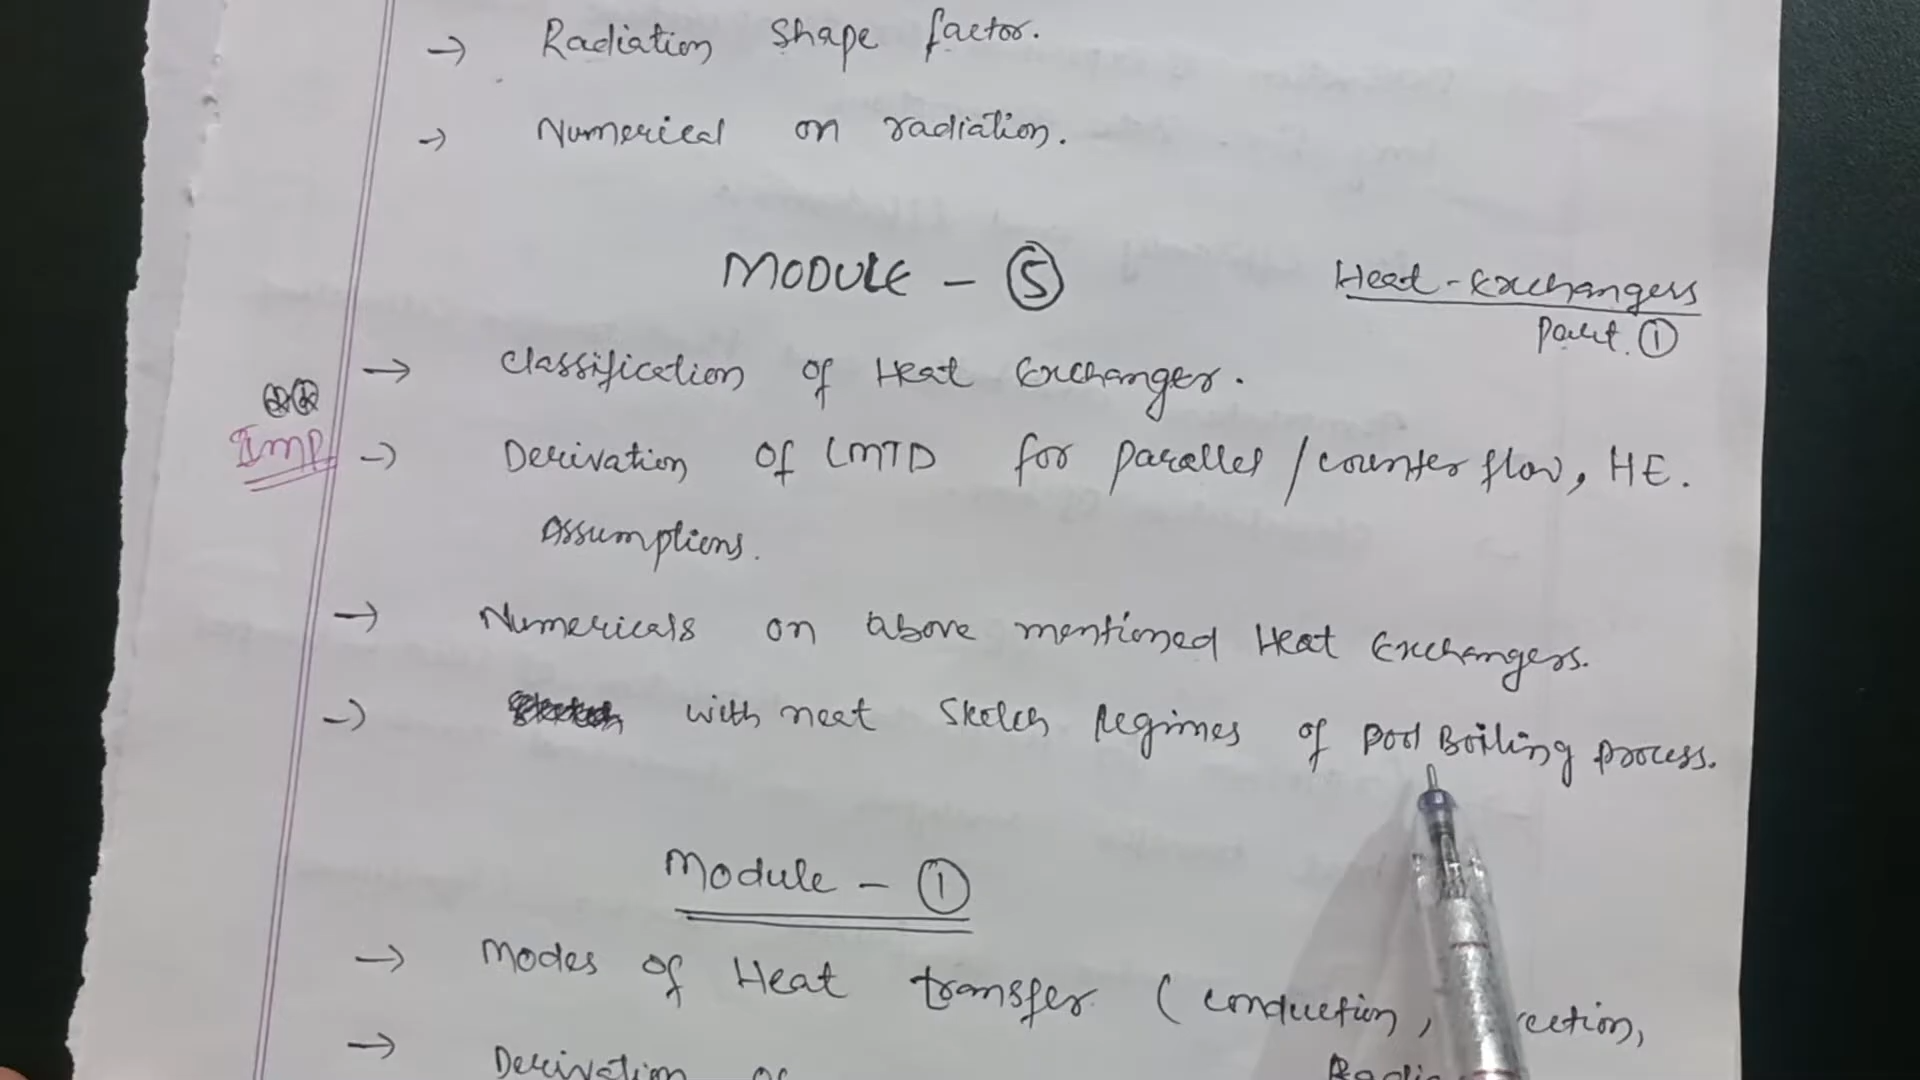 → Radiation shape factor.
→ Numerical on radiation.
MODULE - ⑤
Heat-Exchangers
Part. ①
→ Classification of Heat Exchanger.
Imp → Derivation of LMTD for parallel / counter flow, HE.
Assumptions.
→ Numericals on above mentioned Heat Exchangers.
→ with neat sketch Regimes of pool Boiling process.
Module - ①
→ Modes of Heat transfer (conduction,
→ Derivation of